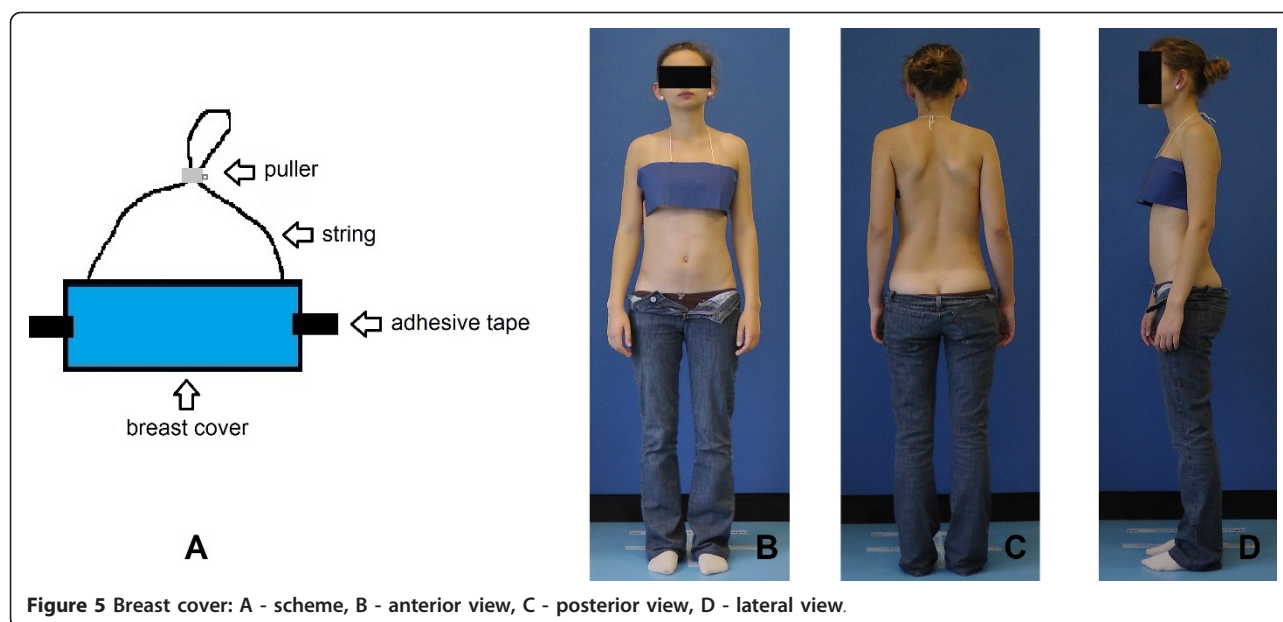 puller
string
adhesive tape
breast cover
A
B
C
D
Figure 5 Breast cover: A - scheme, B - anterior view, C - posterior view, D - lateral view.